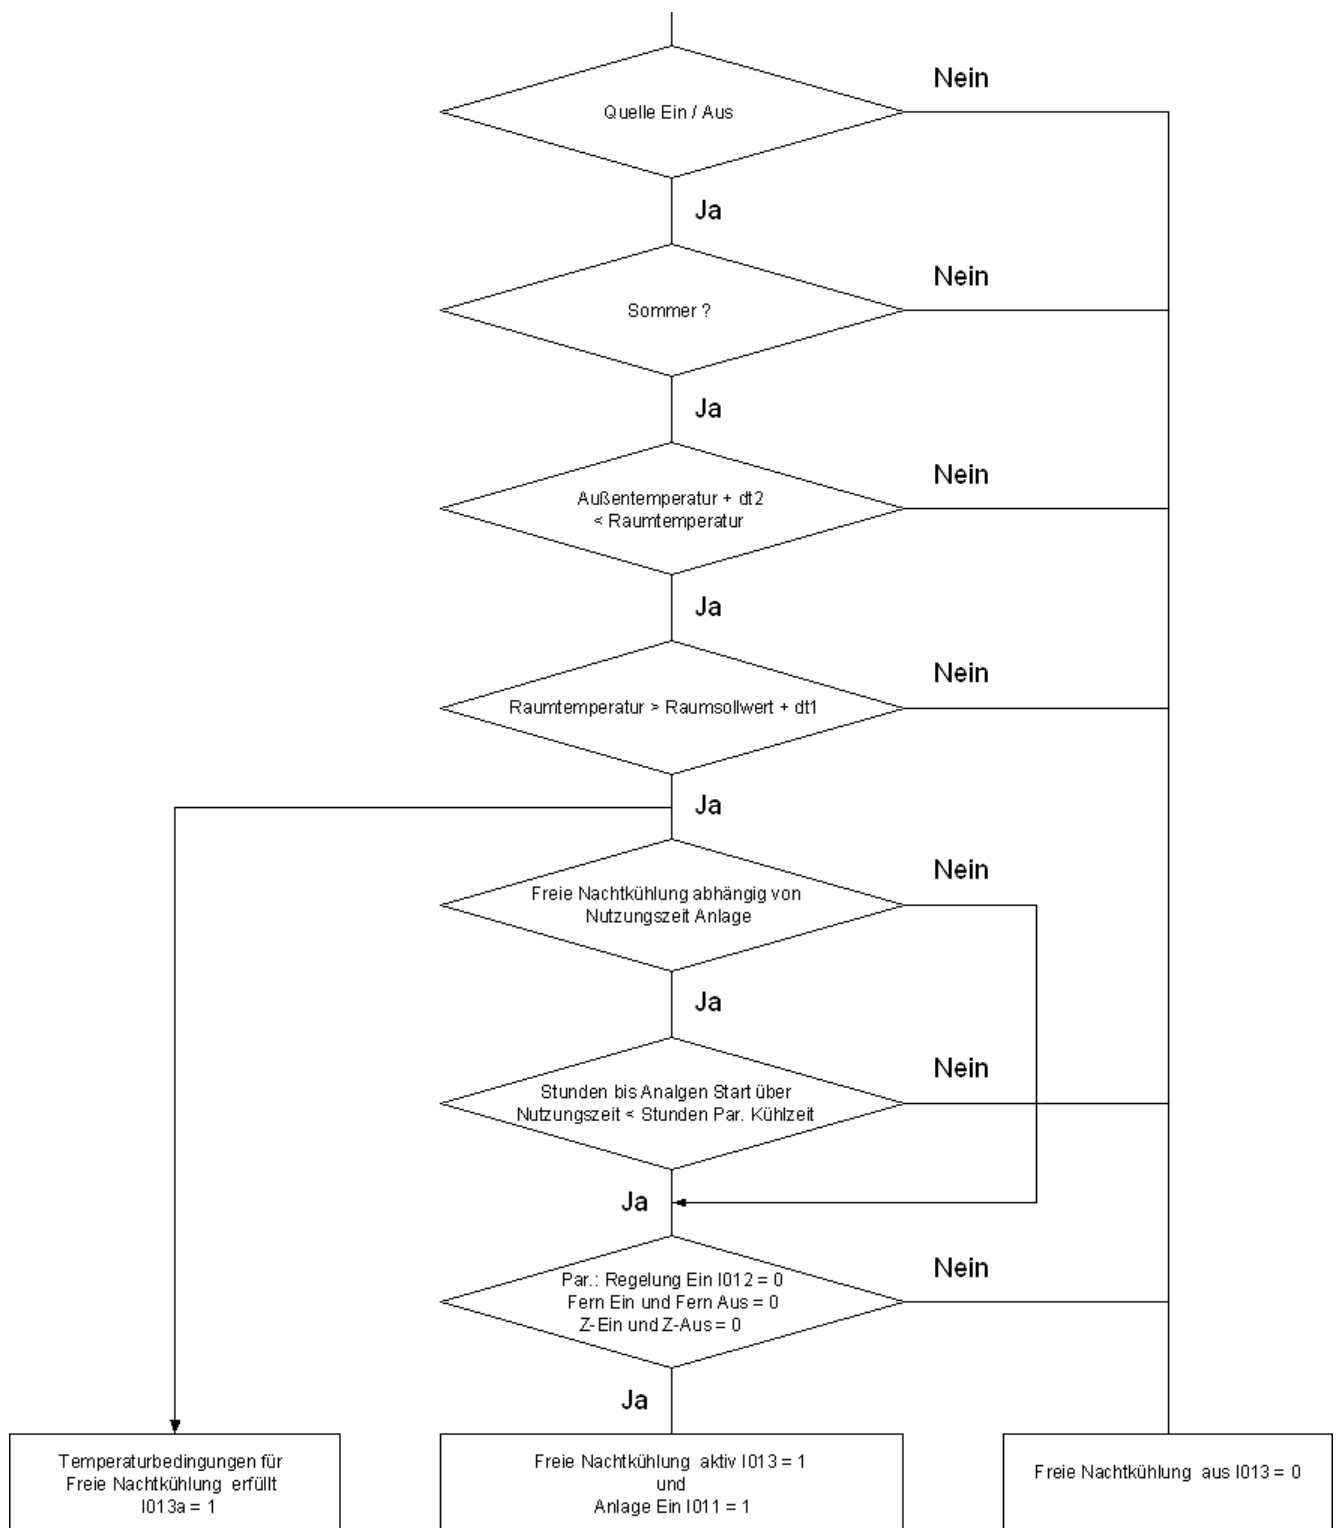 Nein
Quelle Ein / Aus
Ja
Nein
Sommer ?
Ja
Nein
Außentemperatur + dt2
< Raumtemperatur
Ja
Nein
Raumtemperatur > Raumsollwert + dt1
Ja
Nein
Freie Nachtkühlung abhängig von
Nutzungszeit Anlage
Ja
Nein
Stunden bis Analgen Start über
Nutzungszeit < Stunden Par. Kühlzeit
Ja
Nein
Par.: Regelung Ein I012 = 0
Fern Ein und Fern Aus = 0
Z-Ein und Z-Aus = 0
Ja
Temperaturbedingungen für
Freie Nachtkühlung erfüllt
I013a = 1
Freie Nachtkühlung aktiv I013 = 1
und
Anlage Ein I011 = 1
Freie Nachtkühlung aus I013 = 0